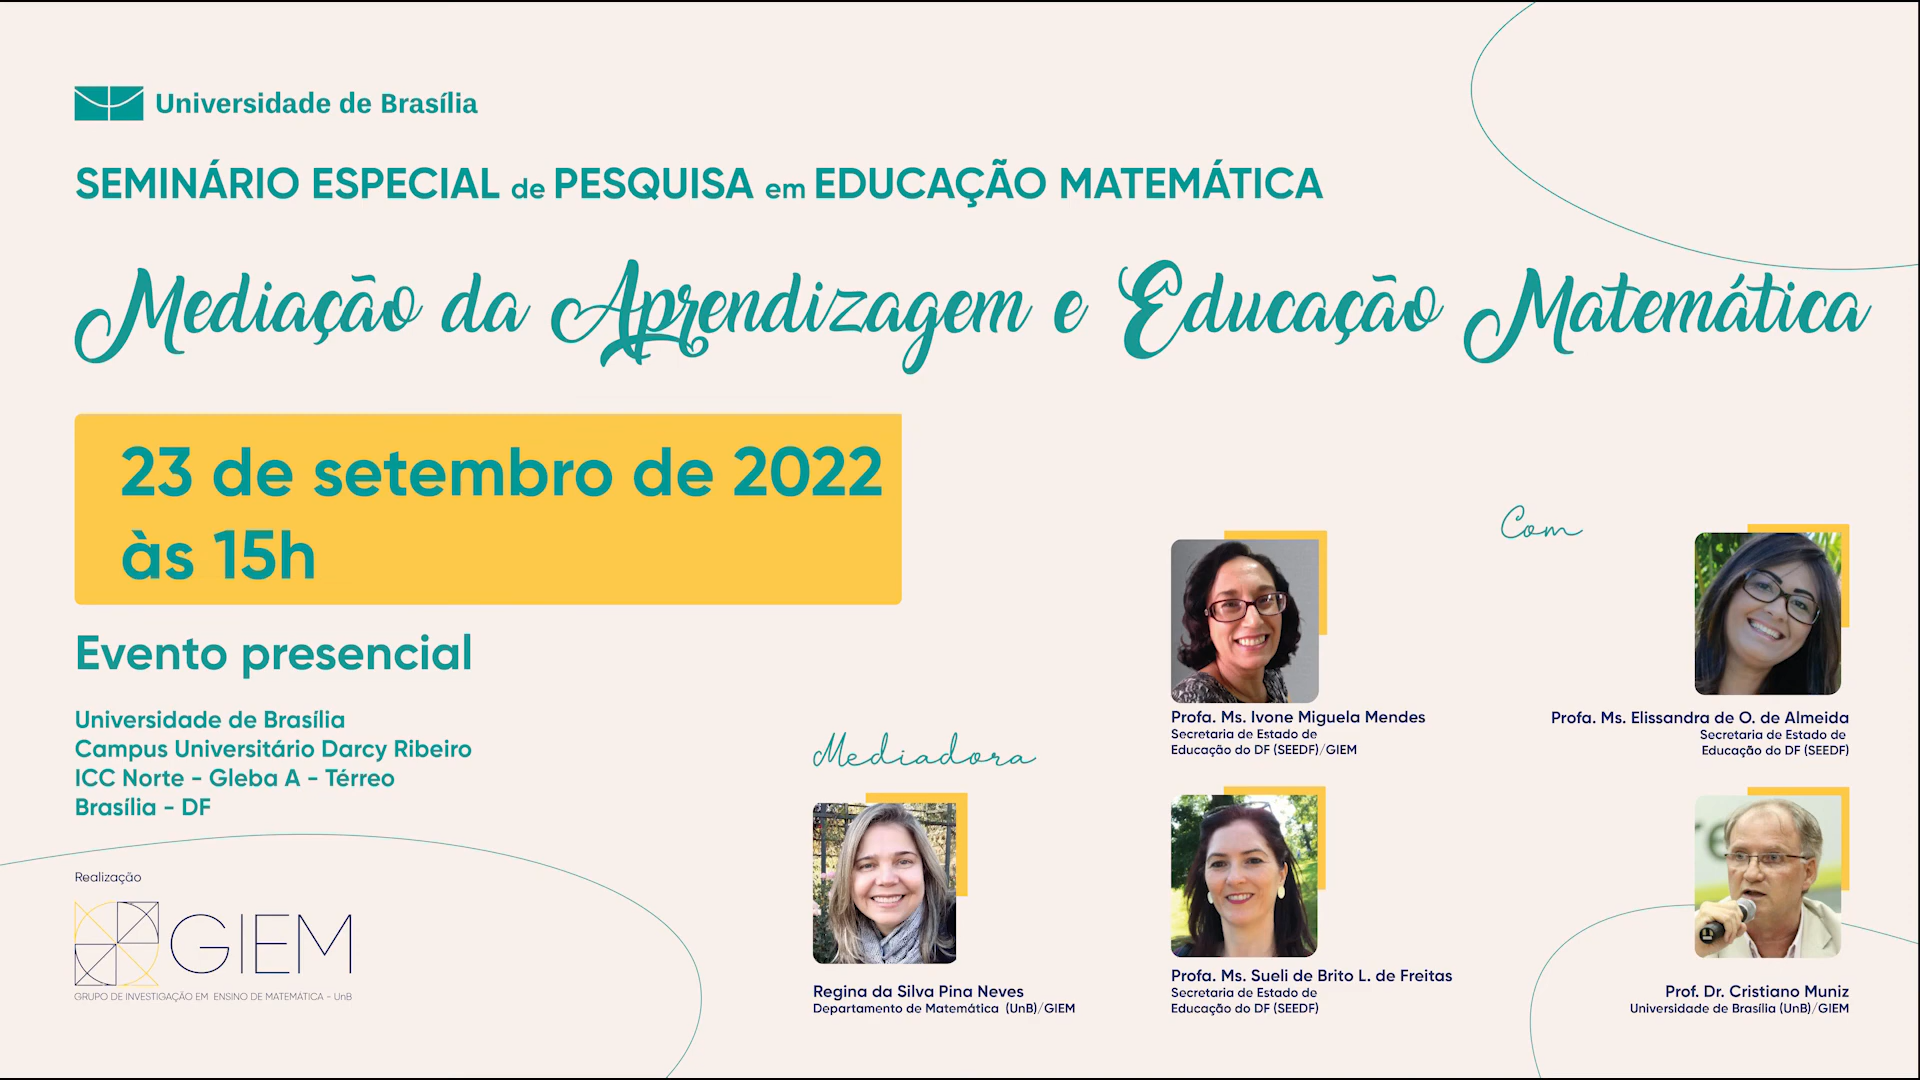 Universidade de Brasília
SEMINÁRIO ESPECIAL de PESQUISA em EDUCAÇÃO MATEMÁTICA
Mediação da Aprendizagem e Educação Matemática
23 de setembro de 2022
às 15h
Evento presencial
Universidade de Brasília
Campus Universitário Darcy Ribeiro
ICC Norte - Gleba A - Térreo
Brasília - DF
Realização
GIEM
GRUPO DE INVESTIGAÇÃO EM ENSINO DE MATEMÁTICA - UnB
Mediadora
Regina da Silva Pina Neves
Departamento de Matemática (UnB)/GIEM
Com
Profa. Ms. Ivone Miguela Mendes
Secretaria de Estado de
Educação do DF (SEEDF)/GIEM
Profa. Ms. Elissandra de O. de Almeida
Secretaria de Estado de
Educação do DF (SEEDF)
Profa. Ms. Sueli de Brito L. de Freitas
Secretaria de Estado de
Educação do DF (SEEDF)
Prof. Dr. Cristiano Muniz
Universidade de Brasília (UnB)/GIEM